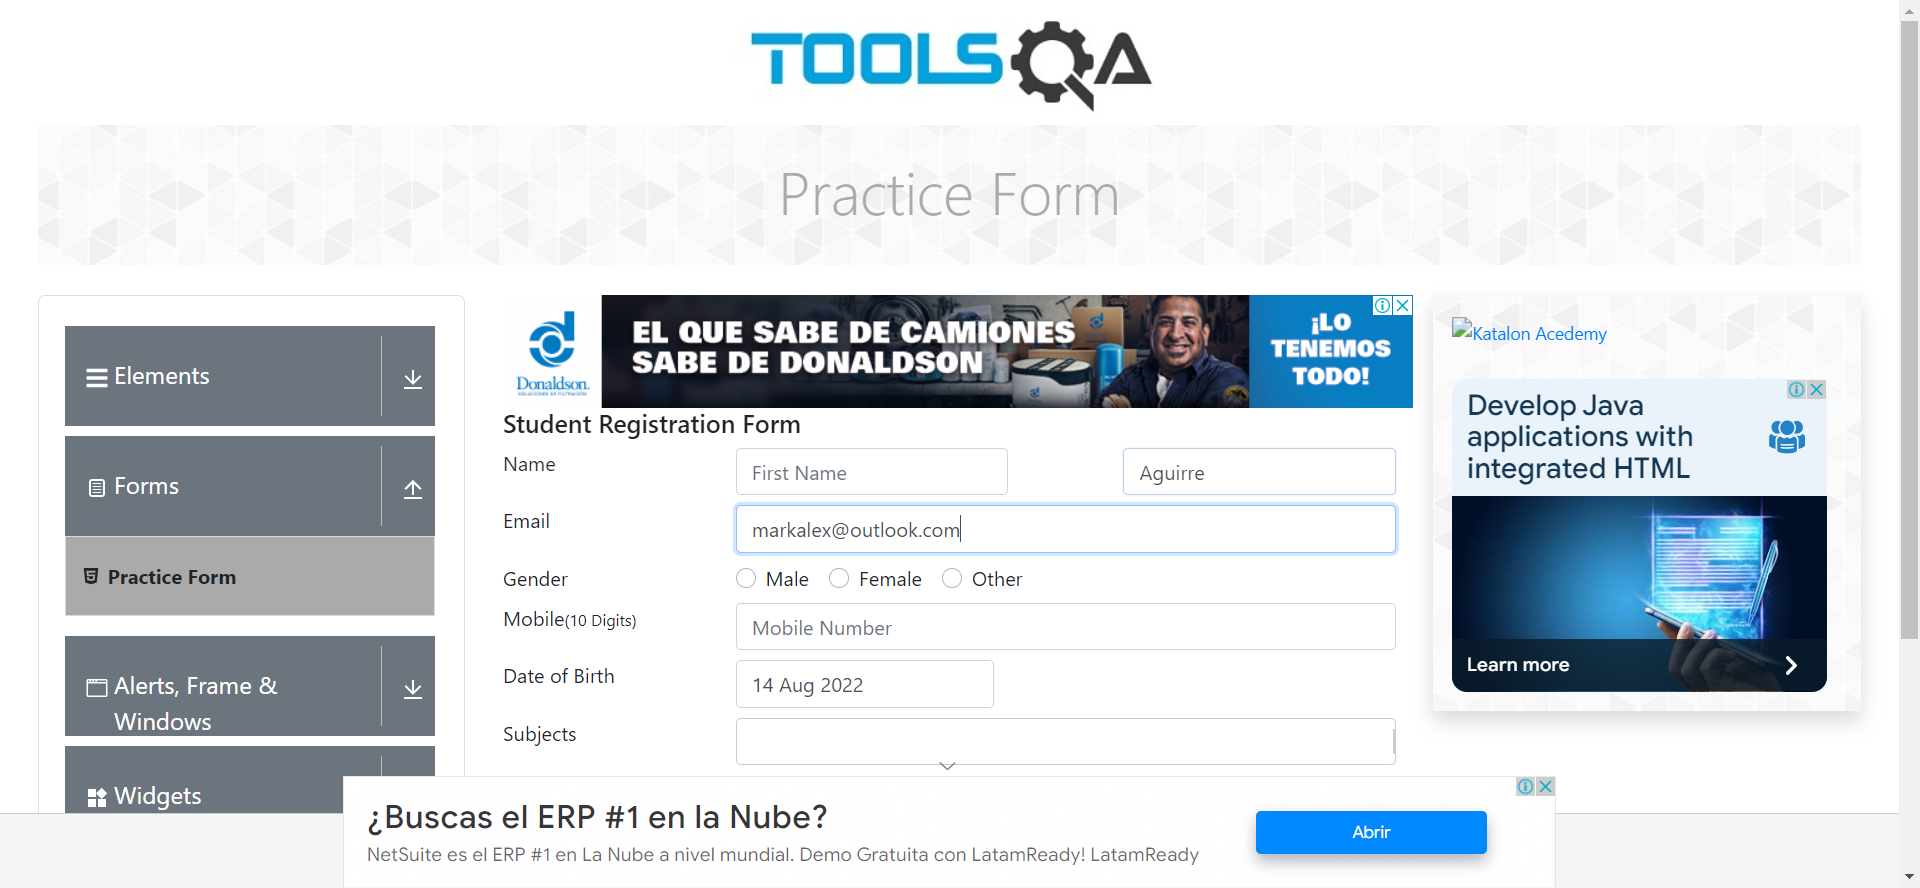 TOOLSQA
Practice Form
Elements
Forms
Practice Form
Alerts, Frame &
Windows
Widgets
Donaldson.
SOLUCIONES DE FILTRACIÓN
EL QUE SABE DE CAMIONES
SABE DE DONALDSON
¡LO
TENEMOS
TODO!
Student Registration Form
Name
First Name
Aguirre
Email
markalex@outlook.com
Gender
Male
Female
Other
Mobile(10 Digits)
Mobile Number
Date of Birth
14 Aug 2022
Subjects
Katalon Acedemy
Develop Java
applications with
integrated HTML
Learn more
¿Buscas el ERP #1 en la Nube?
NetSuite es el ERP #1 en La Nube a nivel mundial. Demo Gratuita con LatamReady! LatamReady
Abrir